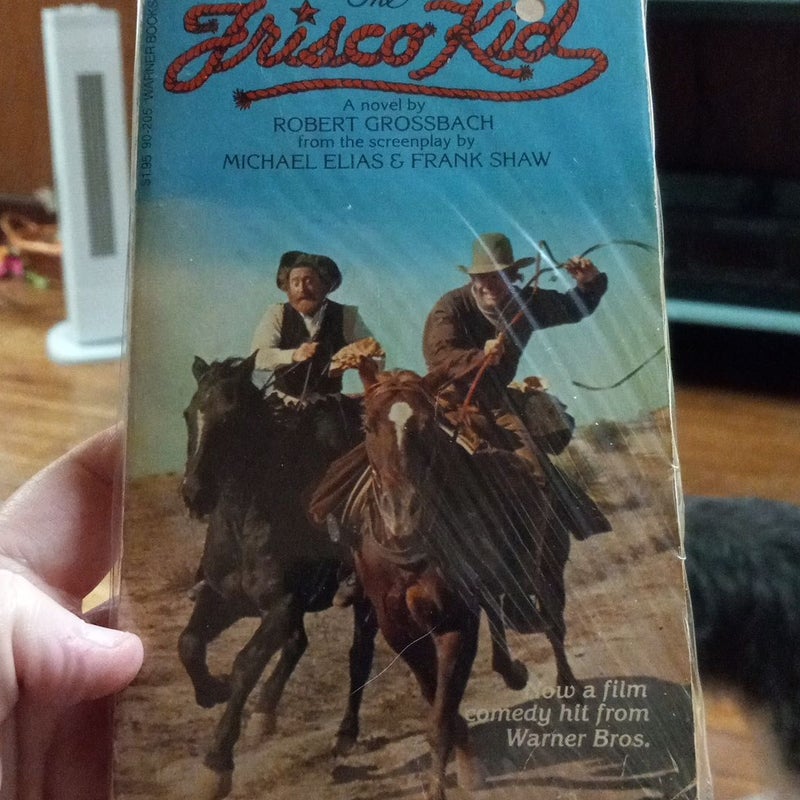 The
Frisco Kid
A novel by
ROBERT GROSSBACH
from the screenplay by
MICHAEL ELIAS & FRANK SHAW
$1.95 90-205 WARNER BOOKS
Now a film
comedy hit from
Warner Bros.